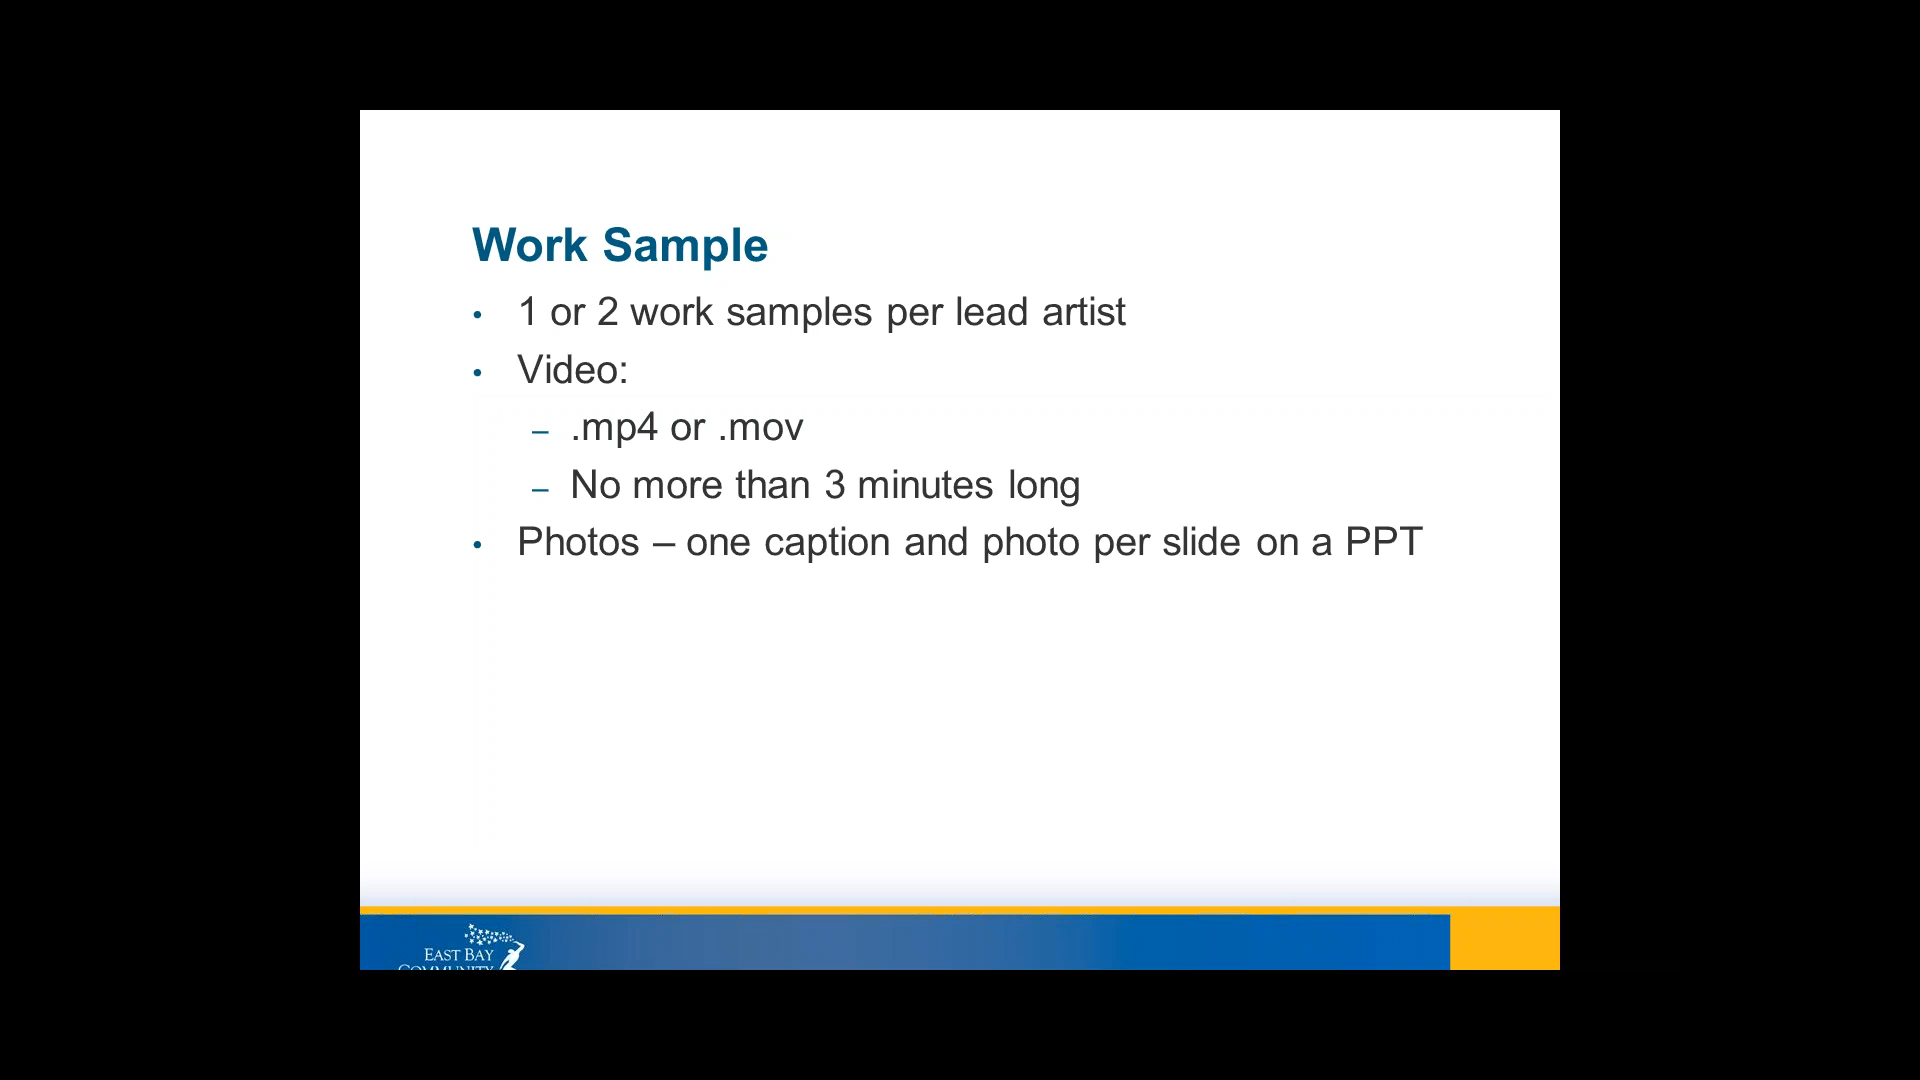 Work Sample
• 1 or 2 work samples per lead artist
• Video:
– .mp4 or .mov
– No more than 3 minutes long
• Photos – one caption and photo per slide on a PPT
EAST BAY
COMMUNITY